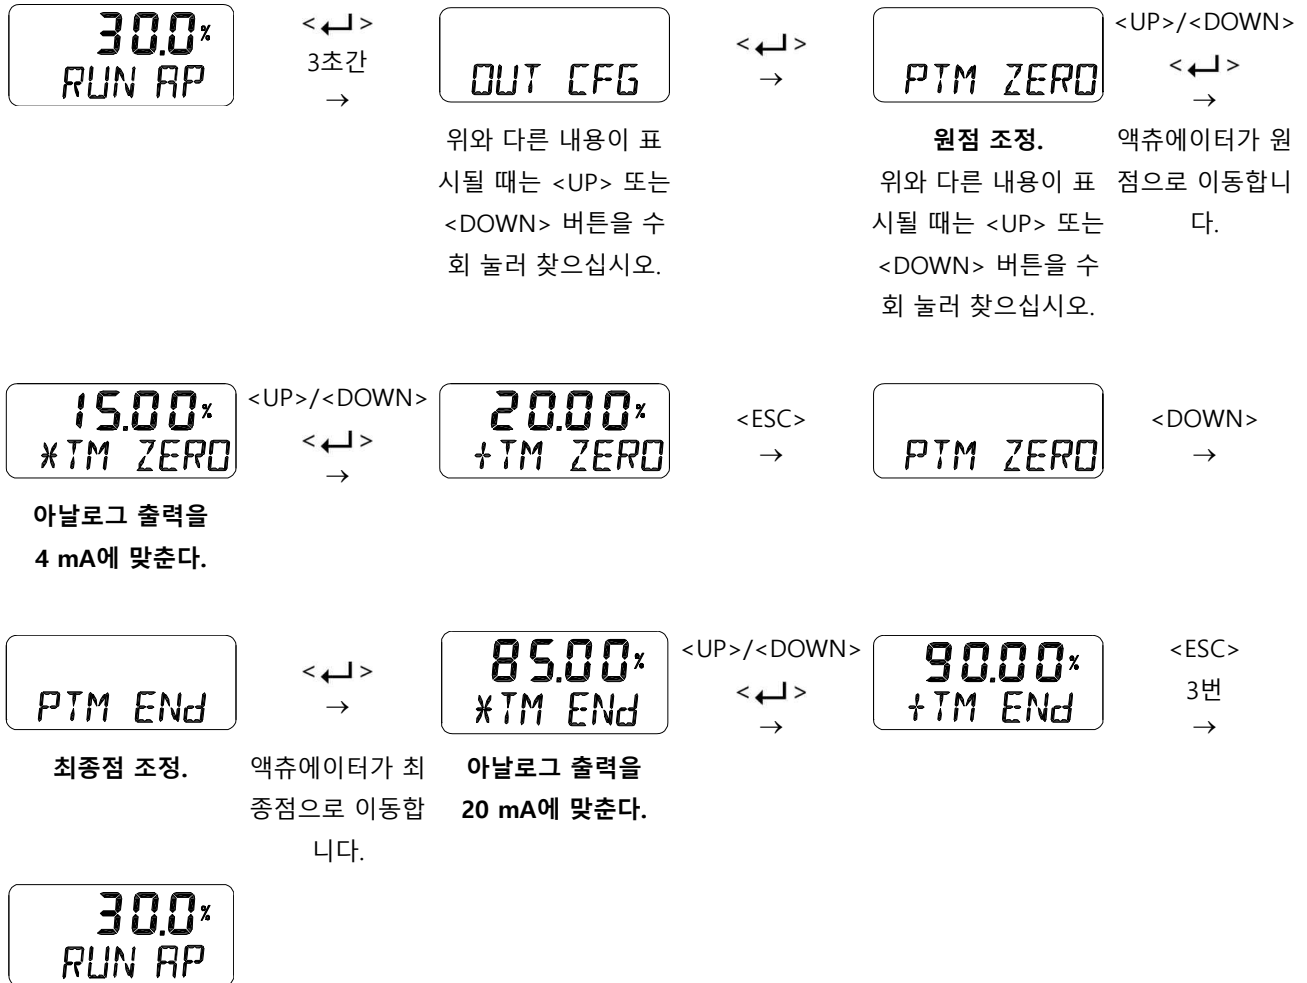 30.0%
RUN AP
<↵>
3초간
→
OUT CFG
위와 다른 내용이 표
시될 때는 <UP> 또는
<DOWN> 버튼을 수
회 눌러 찾으십시오.
<↵>
→
PTM ZERO
원점 조정.
위와 다른 내용이 표
시될 때는 <UP> 또는
<DOWN> 버튼을 수
회 눌러 찾으십시오.
<UP>/<DOWN>
<↵>
→
액츄에이터가 원
점으로 이동합니
다.
15.00%
*TM ZERO
아날로그 출력을
4 mA에 맞춘다.
<UP>/<DOWN>
<↵>
→
20.00%
+TM ZERO
<ESC>
→
PTM ZERO
<DOWN>
→
PTM ENd
최종점 조정.
<↵>
→
액츄에이터가 최
종점으로 이동합
니다.
85.00%
*TM ENd
아날로그 출력을
20 mA에 맞춘다.
<UP>/<DOWN>
<↵>
→
90.00%
+TM ENd
<ESC>
3번
→
30.0%
RUN AP